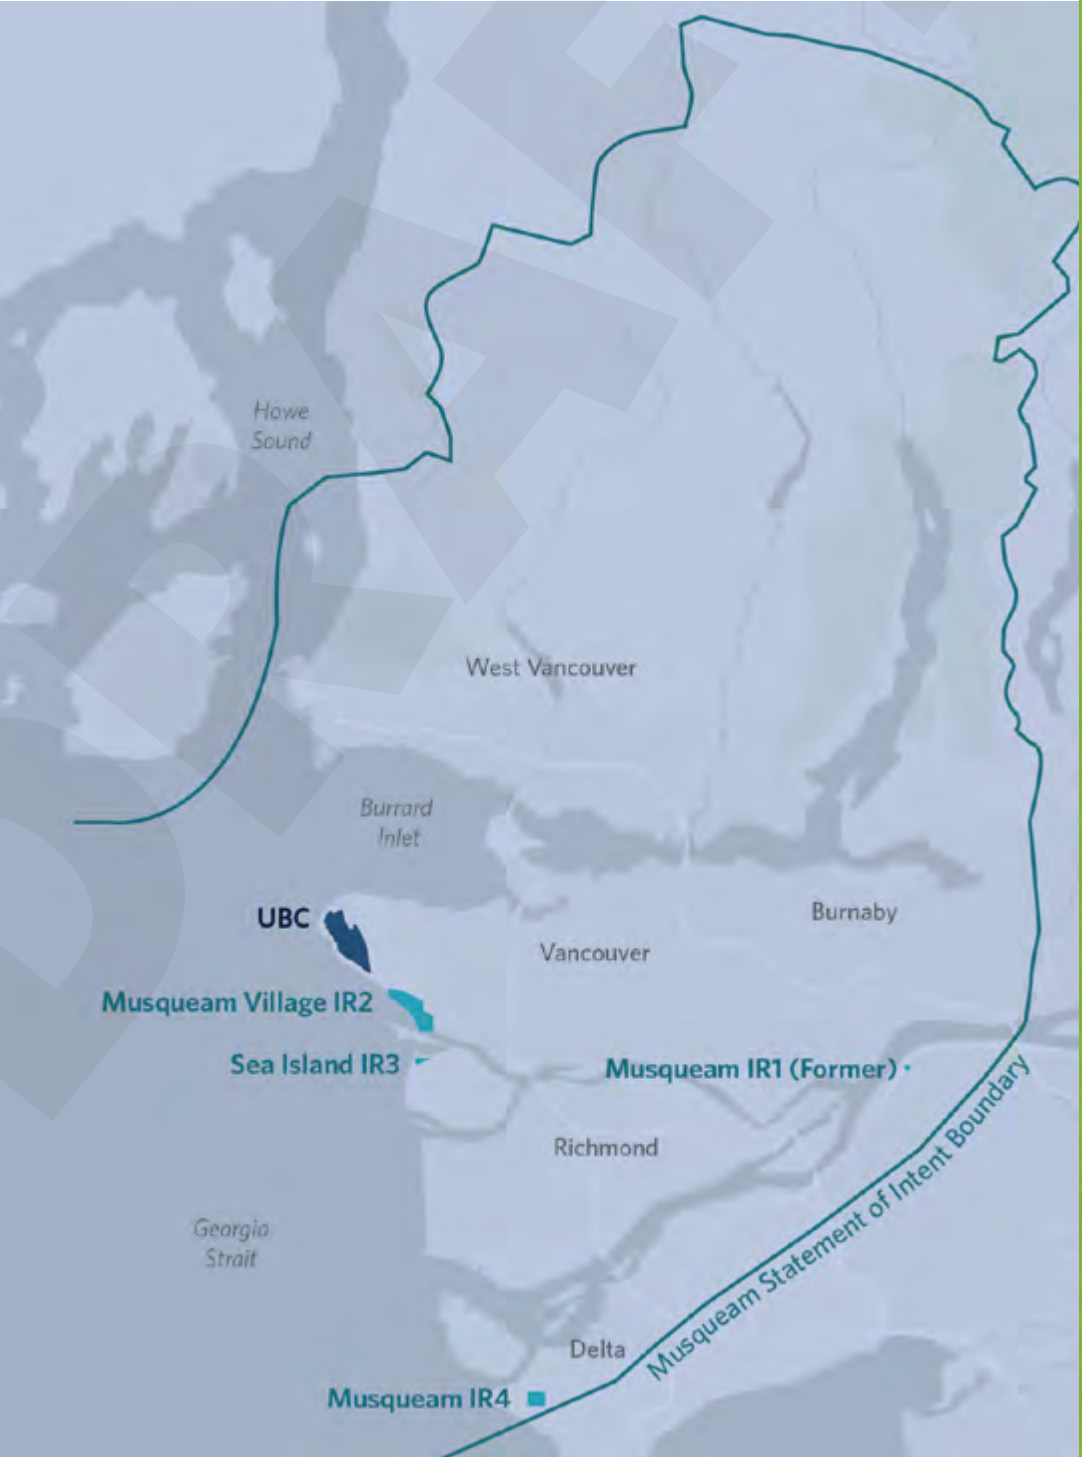 DRAFT
Howe
Sound
West Vancouver
Burrard
Inlet
UBC
Burnaby
Vancouver
Musqueam Village IR2
Sea Island IR3
Musqueam IR1 (Former)
Richmond
Musqueam Statement of Intent Boundary
Georgia
Strait
Delta
Musqueam IR4